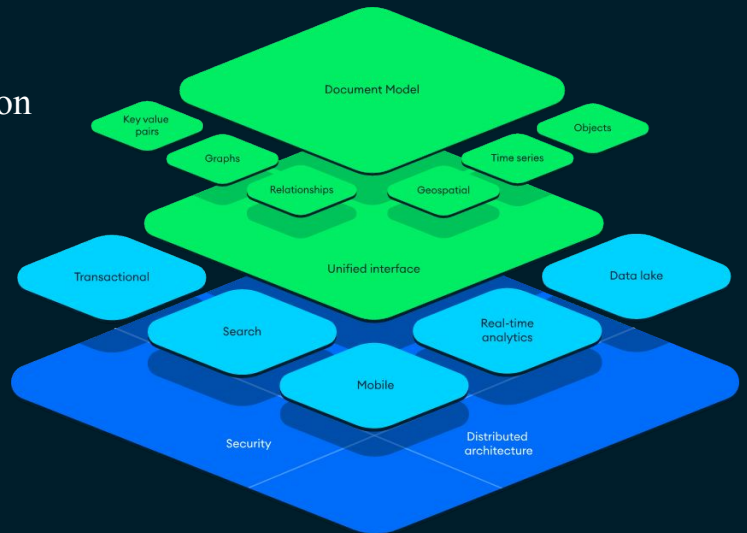 Document Model
on
Key value
pairs
Objects
Graphs
Time series
Relationships
Geospatial
Unified interface
Transactional
Data lake
Search
Real-time
analytics
Mobile
Security
Distributed
architecture